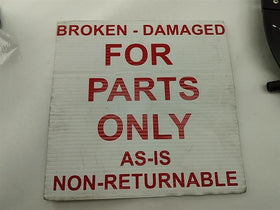 BROKEN - DAMAGED
FOR
PARTS
ONLY
AS-IS
NON-RETURNABLE